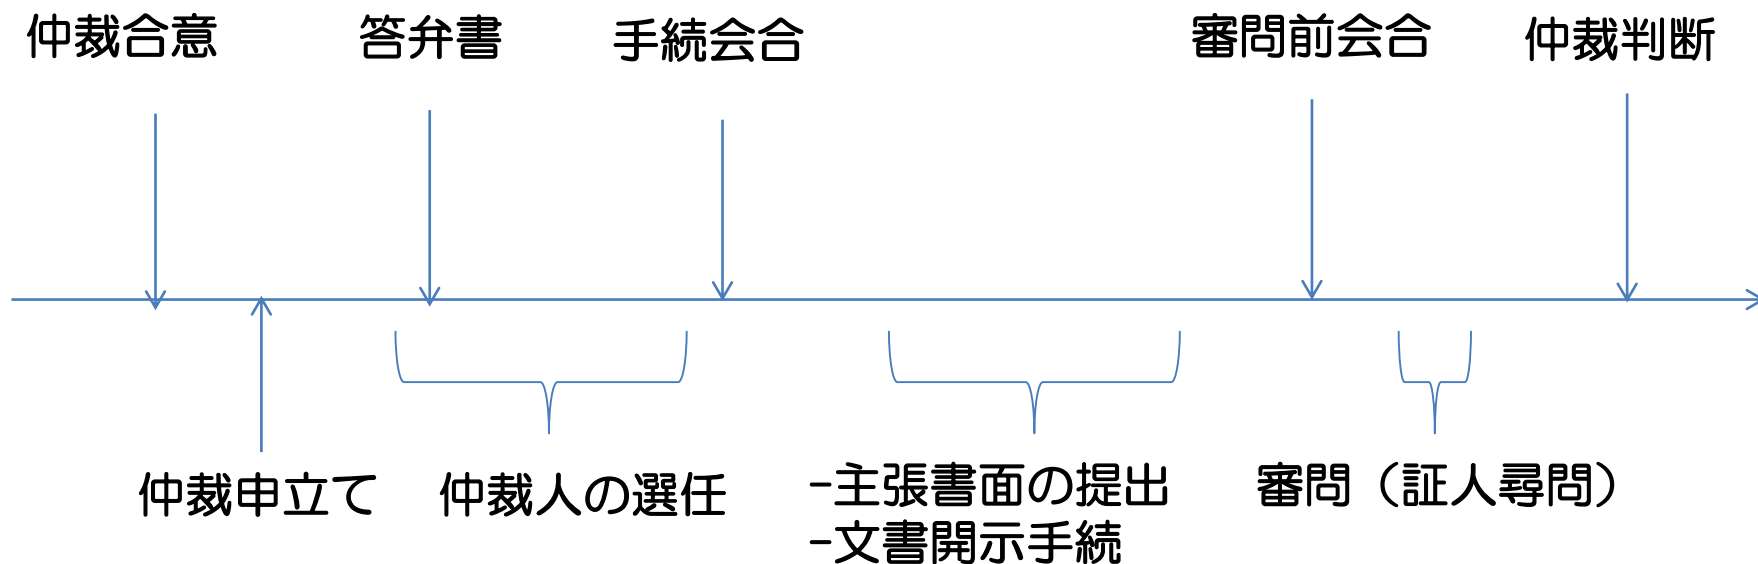 仲裁合意
答弁書
手続会合
審問前会合
仲裁判断
仲裁申立て
仲裁人の選任
-主張書面の提出
-文書開示手続
審問（証人尋問）